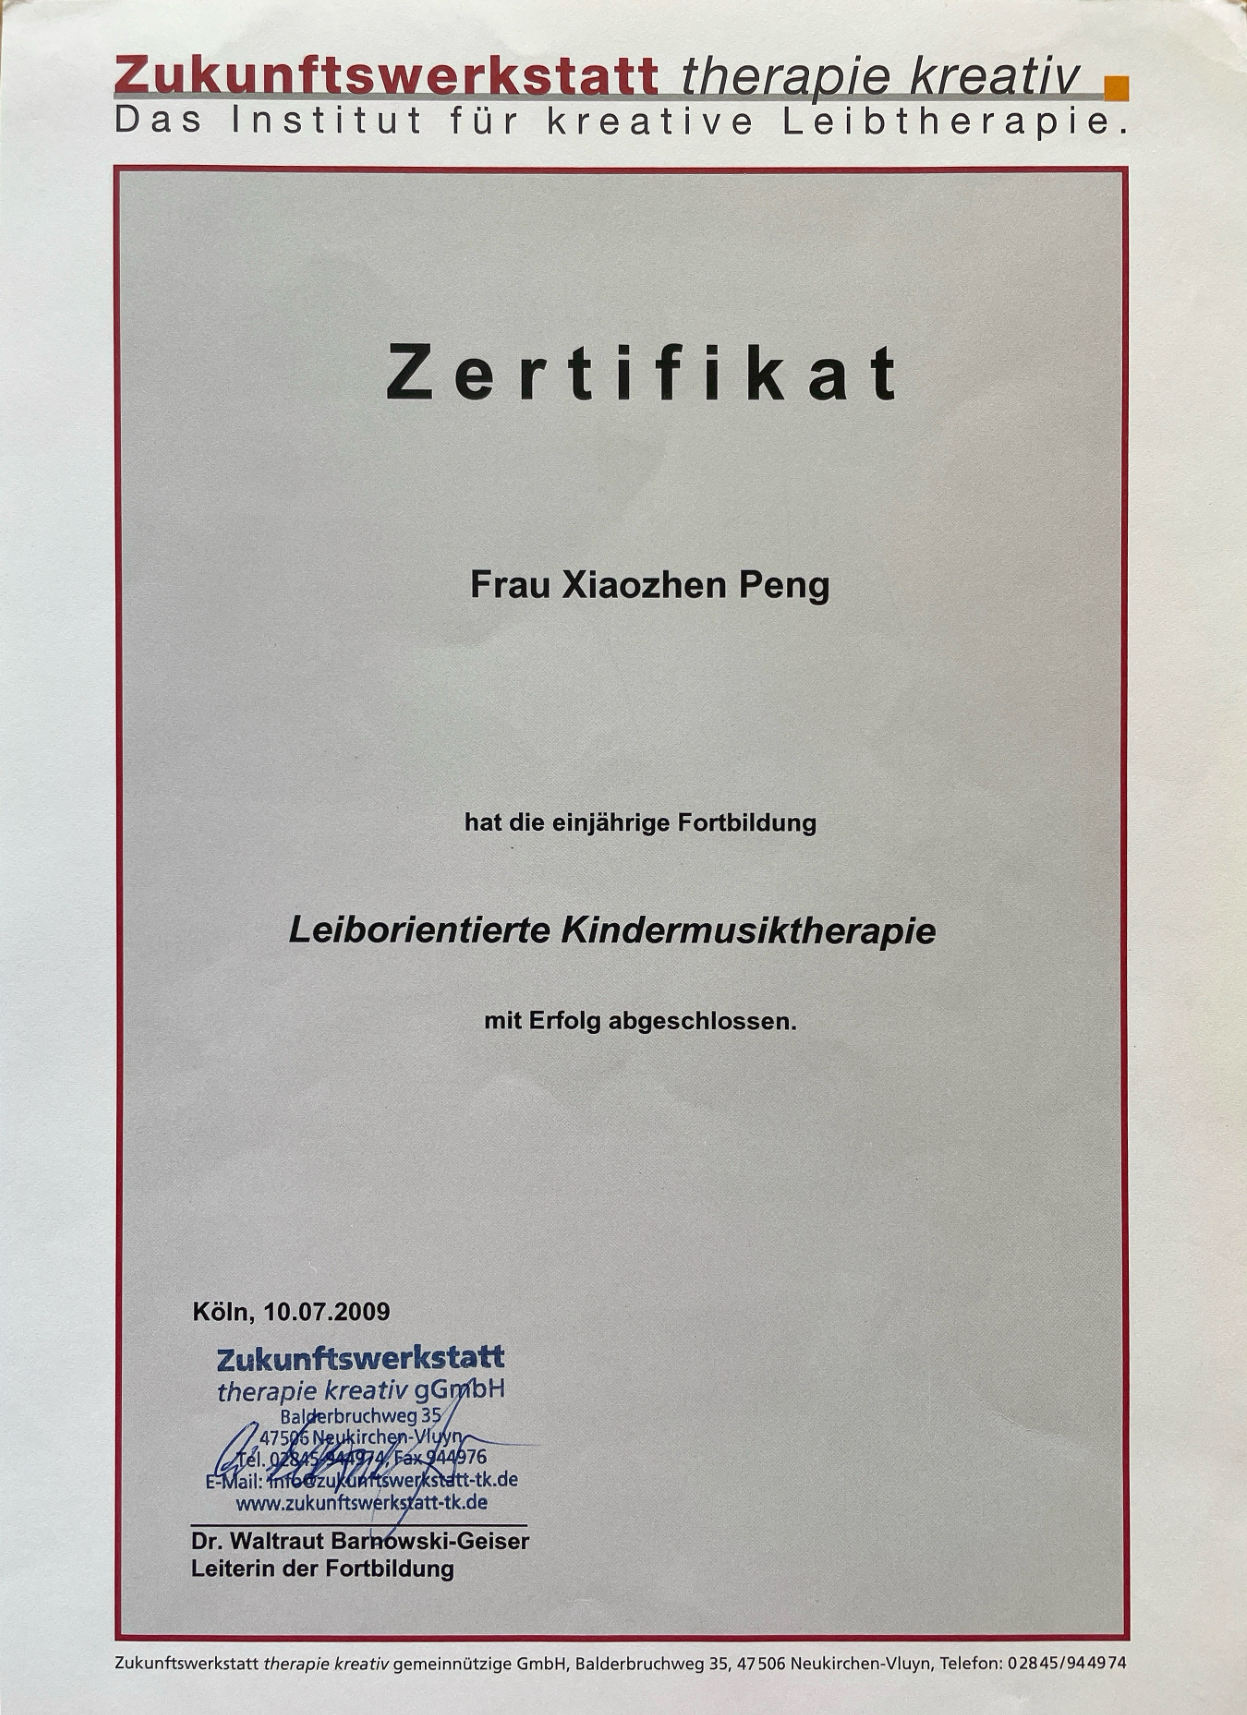 Zukunftswerkstatt therapie kreativ
Das Institut für kreative Leibtherapie.
Zertifikat
Frau Xiaozhen Peng
hat die einjährige Fortbildung
Leiborientierte Kindermusiktherapie
mit Erfolg abgeschlossen.
Köln, 10.07.2009
Zukunftswerkstatt
therapie kreativ gGmbH
Balderbruchweg 35
47506 Neukirchen-Vluyn
Tel. 02845 944974, Fax 944976
E-Mail: info@zukunftswerkstatt-tk.de
www.zukunftswerkstatt-tk.de
Dr. Waltraut Barnowski-Geiser
Leiterin der Fortbildung
Zukunftswerkstatt therapie kreativ gemeinnützige GmbH, Balderbruchweg 35, 47506 Neukirchen-Vluyn, Telefon: 02845/944974